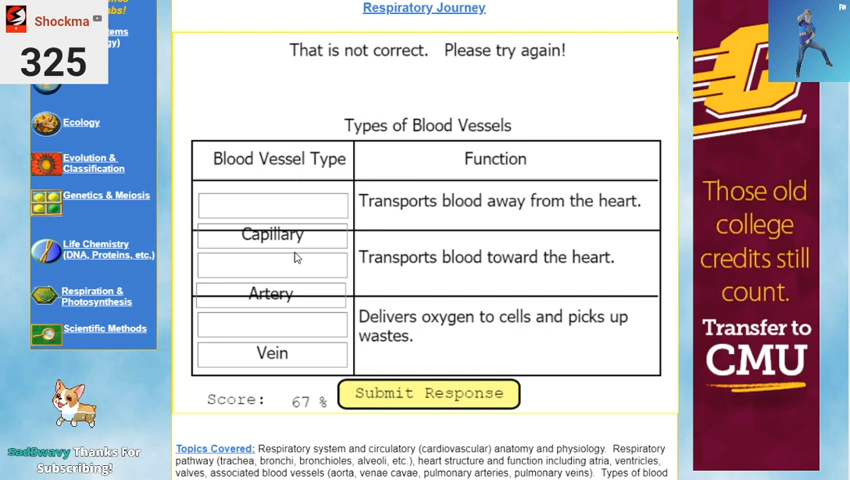 Respiratory Journey
Shockma
325
ubs!
tems
gy)
That is not correct. Please try again!
Types of Blood Vessels
Blood Vessel Type
Function
Transports blood away from the heart.
Capillary
Transports blood toward the heart.
Artery
Delivers oxygen to cells and picks up
wastes.
Vein
Score: 67 %
Submit Response
Ecology
Evolution &
Classification
Genetics & Meiosis
Life Chemistry
(DNA, Proteins, etc.)
Respiration &
Photosynthesis
Scientific Methods
SadSwavy Thanks For
Subscribing!
Topics Covered: Respiratory system and circulatory (cardiovascular) anatomy and physiology. Respiratory
pathway (trachea, bronchi, bronchioles, alveoli, etc.), heart structure and function including atria, ventricles,
valves, associated blood vessels (aorta, venae cavae, pulmonary arteries, pulmonary veins). Types of blood
Those old
college
credits still
count.
Transfer to
CMU